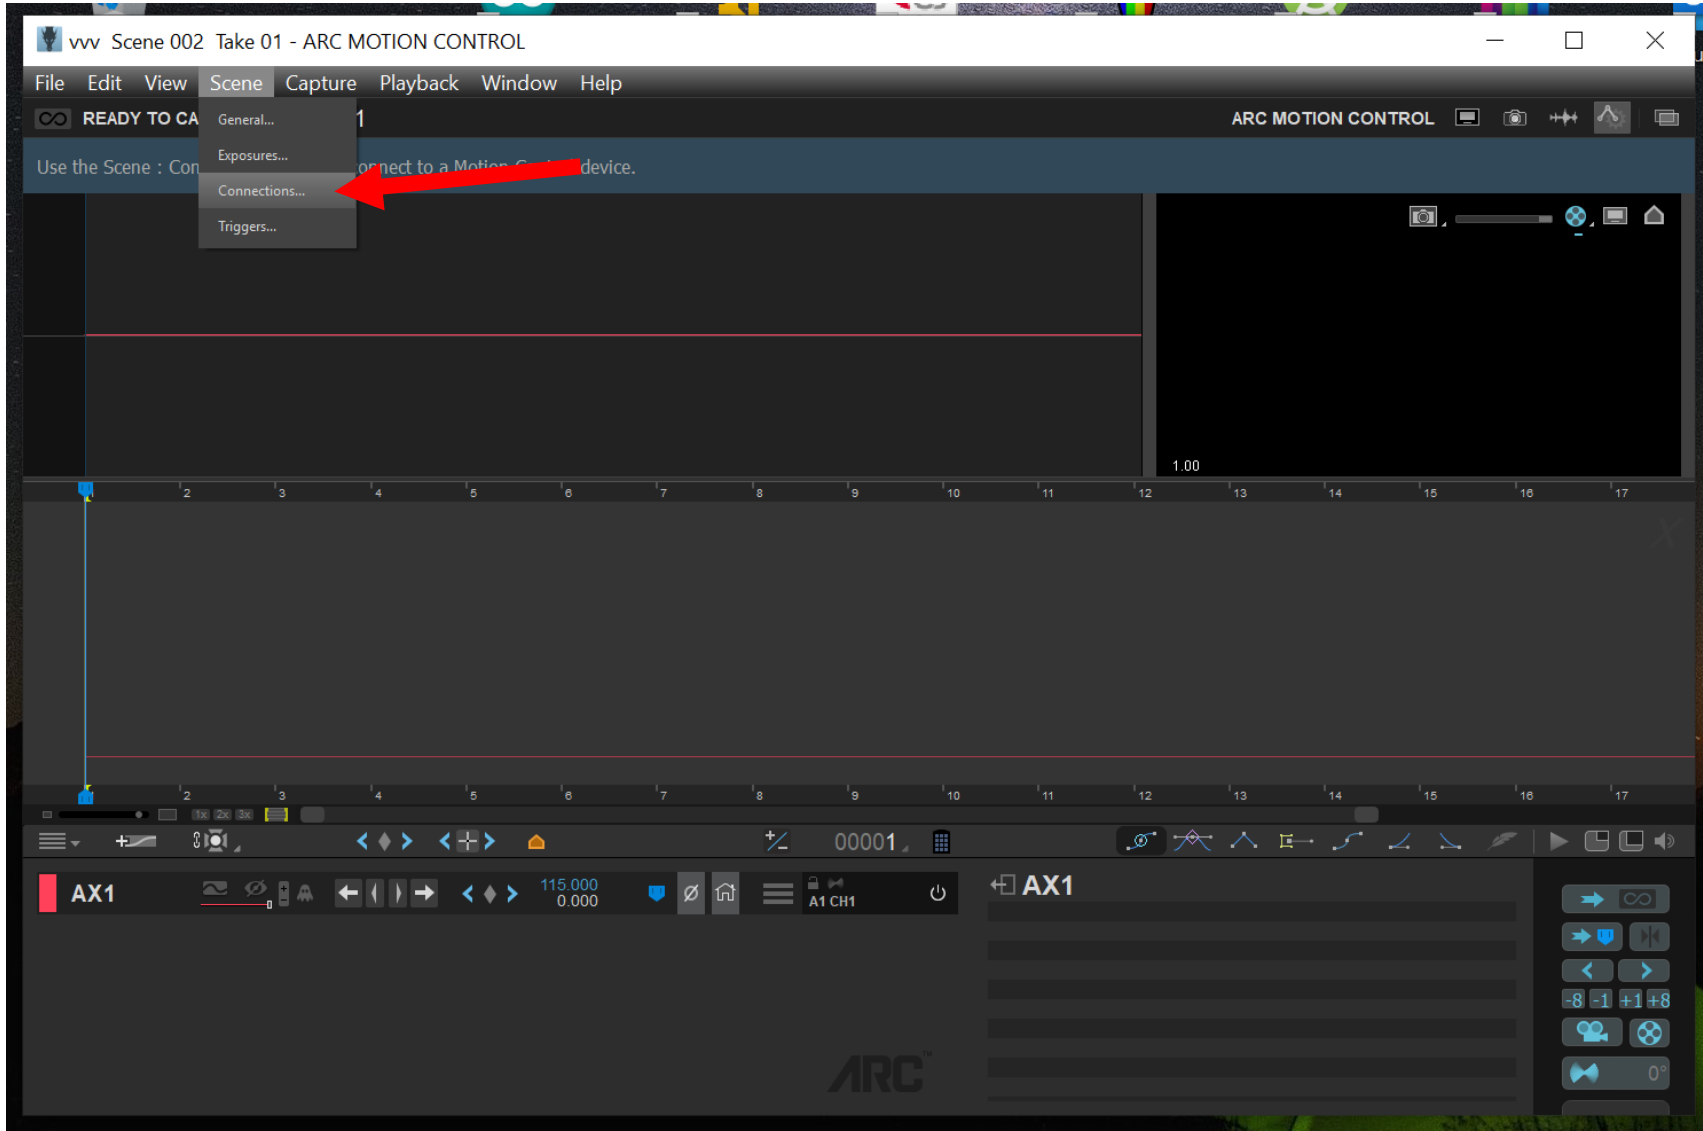 vvv Scene 002 Take 01 - ARC MOTION CONTROL
File Edit View Scene Capture Playback Window Help
READY TO CA 1 ARC MOTION CONTROL
General...
Exposures...
Use the Scene : Con onnect to a Motion device.
Connections...
Triggers...
1.00
2 3 4 5 6 7 8 9 10 11 12 13 14 15 16 17
X
2 3 4 5 6 7 8 9 10 11 12 13 14 15 16 17
1x 2x 3x
00001
AX1 115.000 0.000 A1 CH1
AX1
-8 -1 +1 +8
ARC™
0°